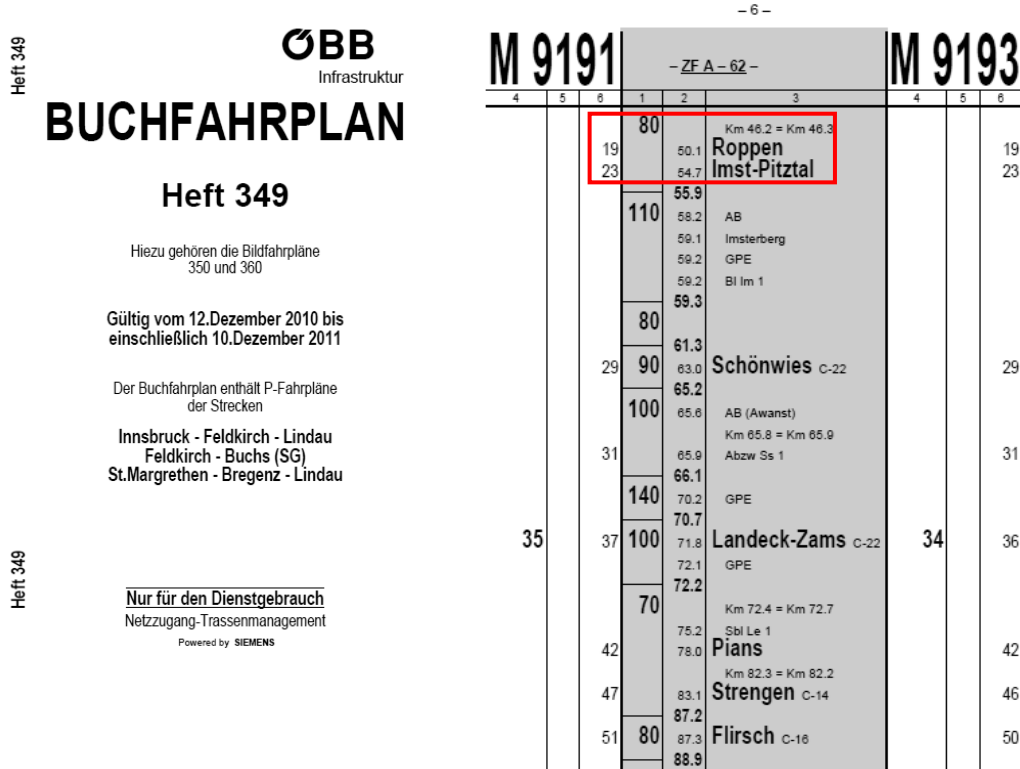 Heft 349
ÖBB
Infrastruktur
BUCHFAHRPLAN
Heft 349
Hiezu gehören die Bildfahrpläne
350 und 360
Gültig vom 12.Dezember 2010 bis
einschließlich 10.Dezember 2011
Der Buchfahrplan enthält P-Fahrpläne
der Strecken
Innsbruck - Feldkirch - Lindau
Feldkirch - Buchs (SG)
St.Margrethen - Bregenz - Lindau
Heft 349
Nur für den Dienstgebrauch
Netzzugang-Trassenmanagement
Powered by SIEMENS
– 6 –
M 9191 – ZF A – 62 – M 9193
4 5 6 1 2 3 4 5 6
80 Km 46.2 = Km 46.3
19 50.1 Roppen 19
23 54.7 Imst-Pitztal 23
55.9
110 58.2 AB
59.1 Imsterberg
59.2 GPE
59.2 Bl Im 1
59.3
80
61.3
29 90 63.0 Schönwies C-22 29
65.2
100 65.6 AB (Awanst)
Km 65.8 = Km 65.9
31 65.9 Abzw Ss 1 31
66.1
140 70.2 GPE
70.7
35 37 100 71.8 Landeck-Zams C-22 34 36
72.1 GPE
72.2
70 Km 72.4 = Km 72.7
75.2 Sbl Le 1
42 78.0 Pians 42
Km 82.3 = Km 82.2
47 83.1 Strengen C-14 46
87.2
51 80 87.3 Flirsch C-16 50
88.9